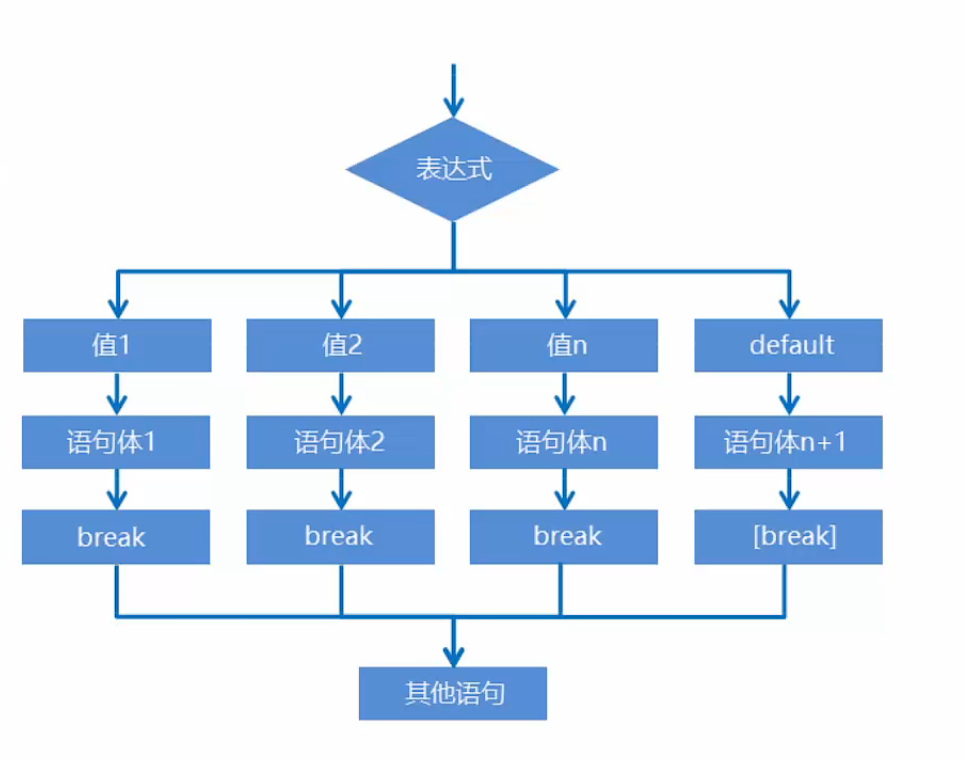 表达式
值1
值2
值n
default
语句体1
语句体2
语句体n
语句体n+1
break
break
break
[break]
其他语句